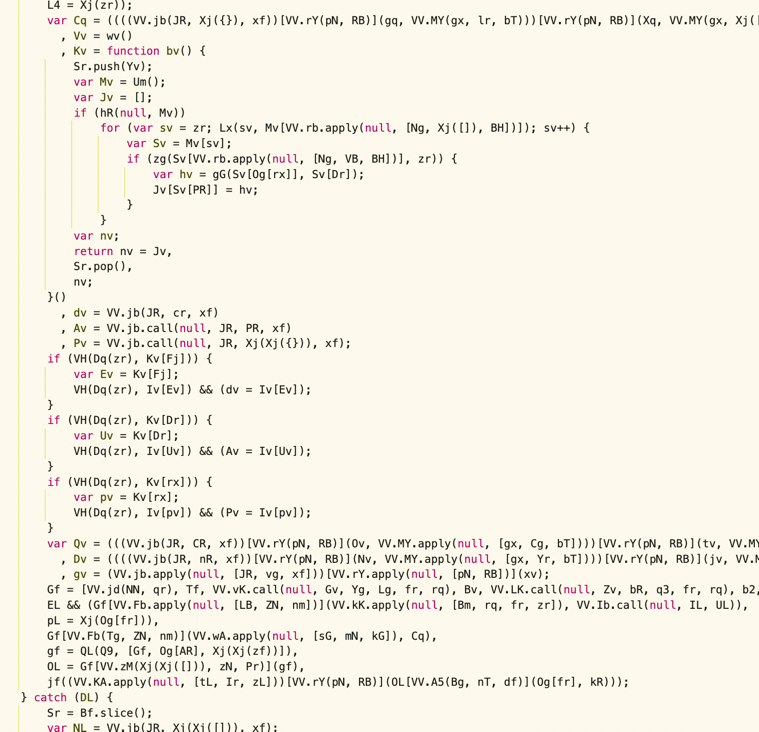 L4 = Xj(zr));
var Cq = ((((VV.jb(JR, Xj({}), xf))[VV.rY(pN, RB)](gq, VV.MY(gx, lr, bT)))[VV.rY(pN, RB)](Xq, VV.MY(gx, Xj(
, Vv = wv()
, Kv = function bv() {
Sr.push(Yv);
var Mv = Um();
var Jv = [];
if (hR(null, Mv))
for (var sv = zr; Lx(sv, Mv[VV.rb.apply(null, [Ng, Xj([]), BH])]); sv++) {
var Sv = Mv[sv];
if (zg(Sv[VV.rb.apply(null, [Ng, VB, BH])], zr)) {
var hv = gG(Sv[Og[rx]], Sv[Dr]);
Jv[Sv[PR]] = hv;
}
}
var nv;
return nv = Jv,
Sr.pop(),
nv;
}()
, dv = VV.jb(JR, cr, xf)
, Av = VV.jb.call(null, JR, PR, xf)
, Pv = VV.jb.call(null, JR, Xj(Xj({})), xf);
if (VH(Dq(zr), Kv[Fj])) {
var Ev = Kv[Fj];
VH(Dq(zr), Iv[Ev]) && (dv = Iv[Ev]);
}
if (VH(Dq(zr), Kv[Dr])) {
var Uv = Kv[Dr];
VH(Dq(zr), Iv[Uv]) && (Av = Iv[Uv]);
}
if (VH(Dq(zr), Kv[rx])) {
var pv = Kv[rx];
VH(Dq(zr), Iv[pv]) && (Pv = Iv[pv]);
}
var Qv = (((VV.jb(JR, CR, xf))[VV.rY(pN, RB)](Ov, VV.MY.apply(null, [gx, Cg, bT])))[VV.rY(pN, RB)](tv, VV.MY
, Dv = (((VV.jb(JR, nR, xf))[VV.rY(pN, RB)](Nv, VV.MY.apply(null, [gx, Yr, bT])))[VV.rY(pN, RB)](jv, VV.M
, gv = (VV.jb.apply(null, [JR, vg, xf]))[VV.rY.apply(null, [pN, RB])](xv);
Gf = [VV.jd(NN, qr), Tf, VV.vK.call(null, Gv, Yg, Lg, fr, rq), Bv, VV.LK.call(null, Zv, bR, q3, fr, rq), b2,
EL && (Gf[VV.Fb.apply(null, [LB, ZN, nm])](VV.kK.apply(null, [Bm, rq, fr, zr]), VV.Ib.call(null, IL, UL)),
pL = Xj(Og[fr])),
Gf[VV.Fb(Tg, ZN, nm)](VV.wA.apply(null, [sG, mN, kG]), Cq),
gf = QL(Q9, [Gf, Og[AR], Xj(Xj(zf))]),
OL = Gf[VV.zM(Xj(Xj([])), zN, Pr)](gf),
jf((VV.KA.apply(null, [tL, Ir, zL]))[VV.rY(pN, RB)](OL[VV.A5(Bg, nT, df)](Og[fr], kR)));
} catch (DL) {
Sr = Bf.slice();
var NL = VV.jb(JR, Xj(Xj([])), xf);